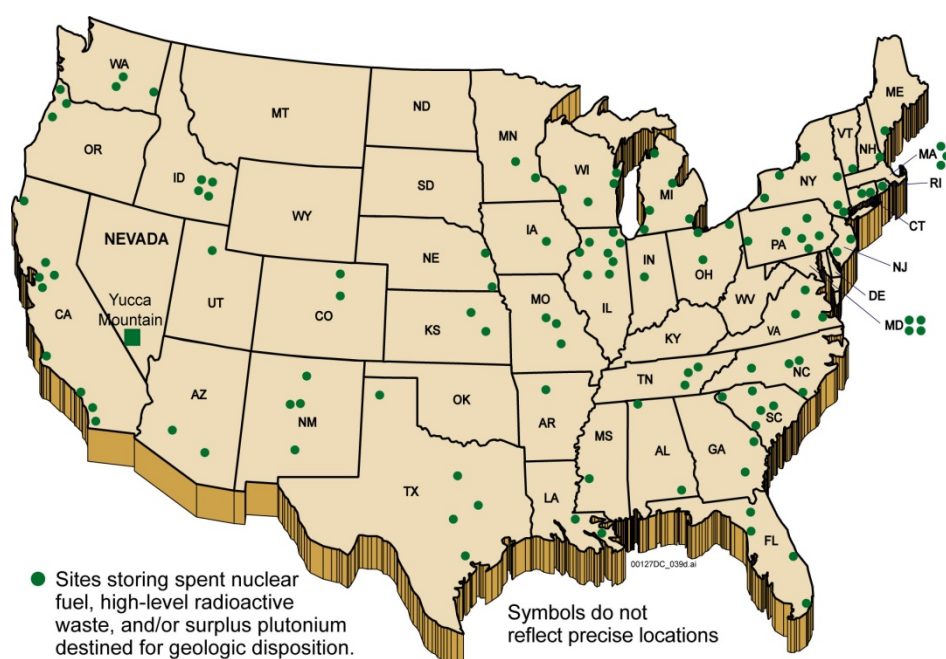 WA
MT
ND
MN
ME
VT
NH
MA
OR
ID
SD
WI
MI
NY
RI
CT
WY
NEVADA
IA
NE
PA
NJ
Yucca
Mountain
UT
CO
CA
KS
MO
IL
IN
OH
WV
DE
MD
VA
KY
AZ
NM
OK
TN
NC
AR
SC
MS
AL
GA
TX
LA
FL
00127DC_039d.ai
Sites storing spent nuclear
fuel, high-level radioactive
waste, and/or surplus plutonium
destined for geologic disposition.
Symbols do not
reflect precise locations